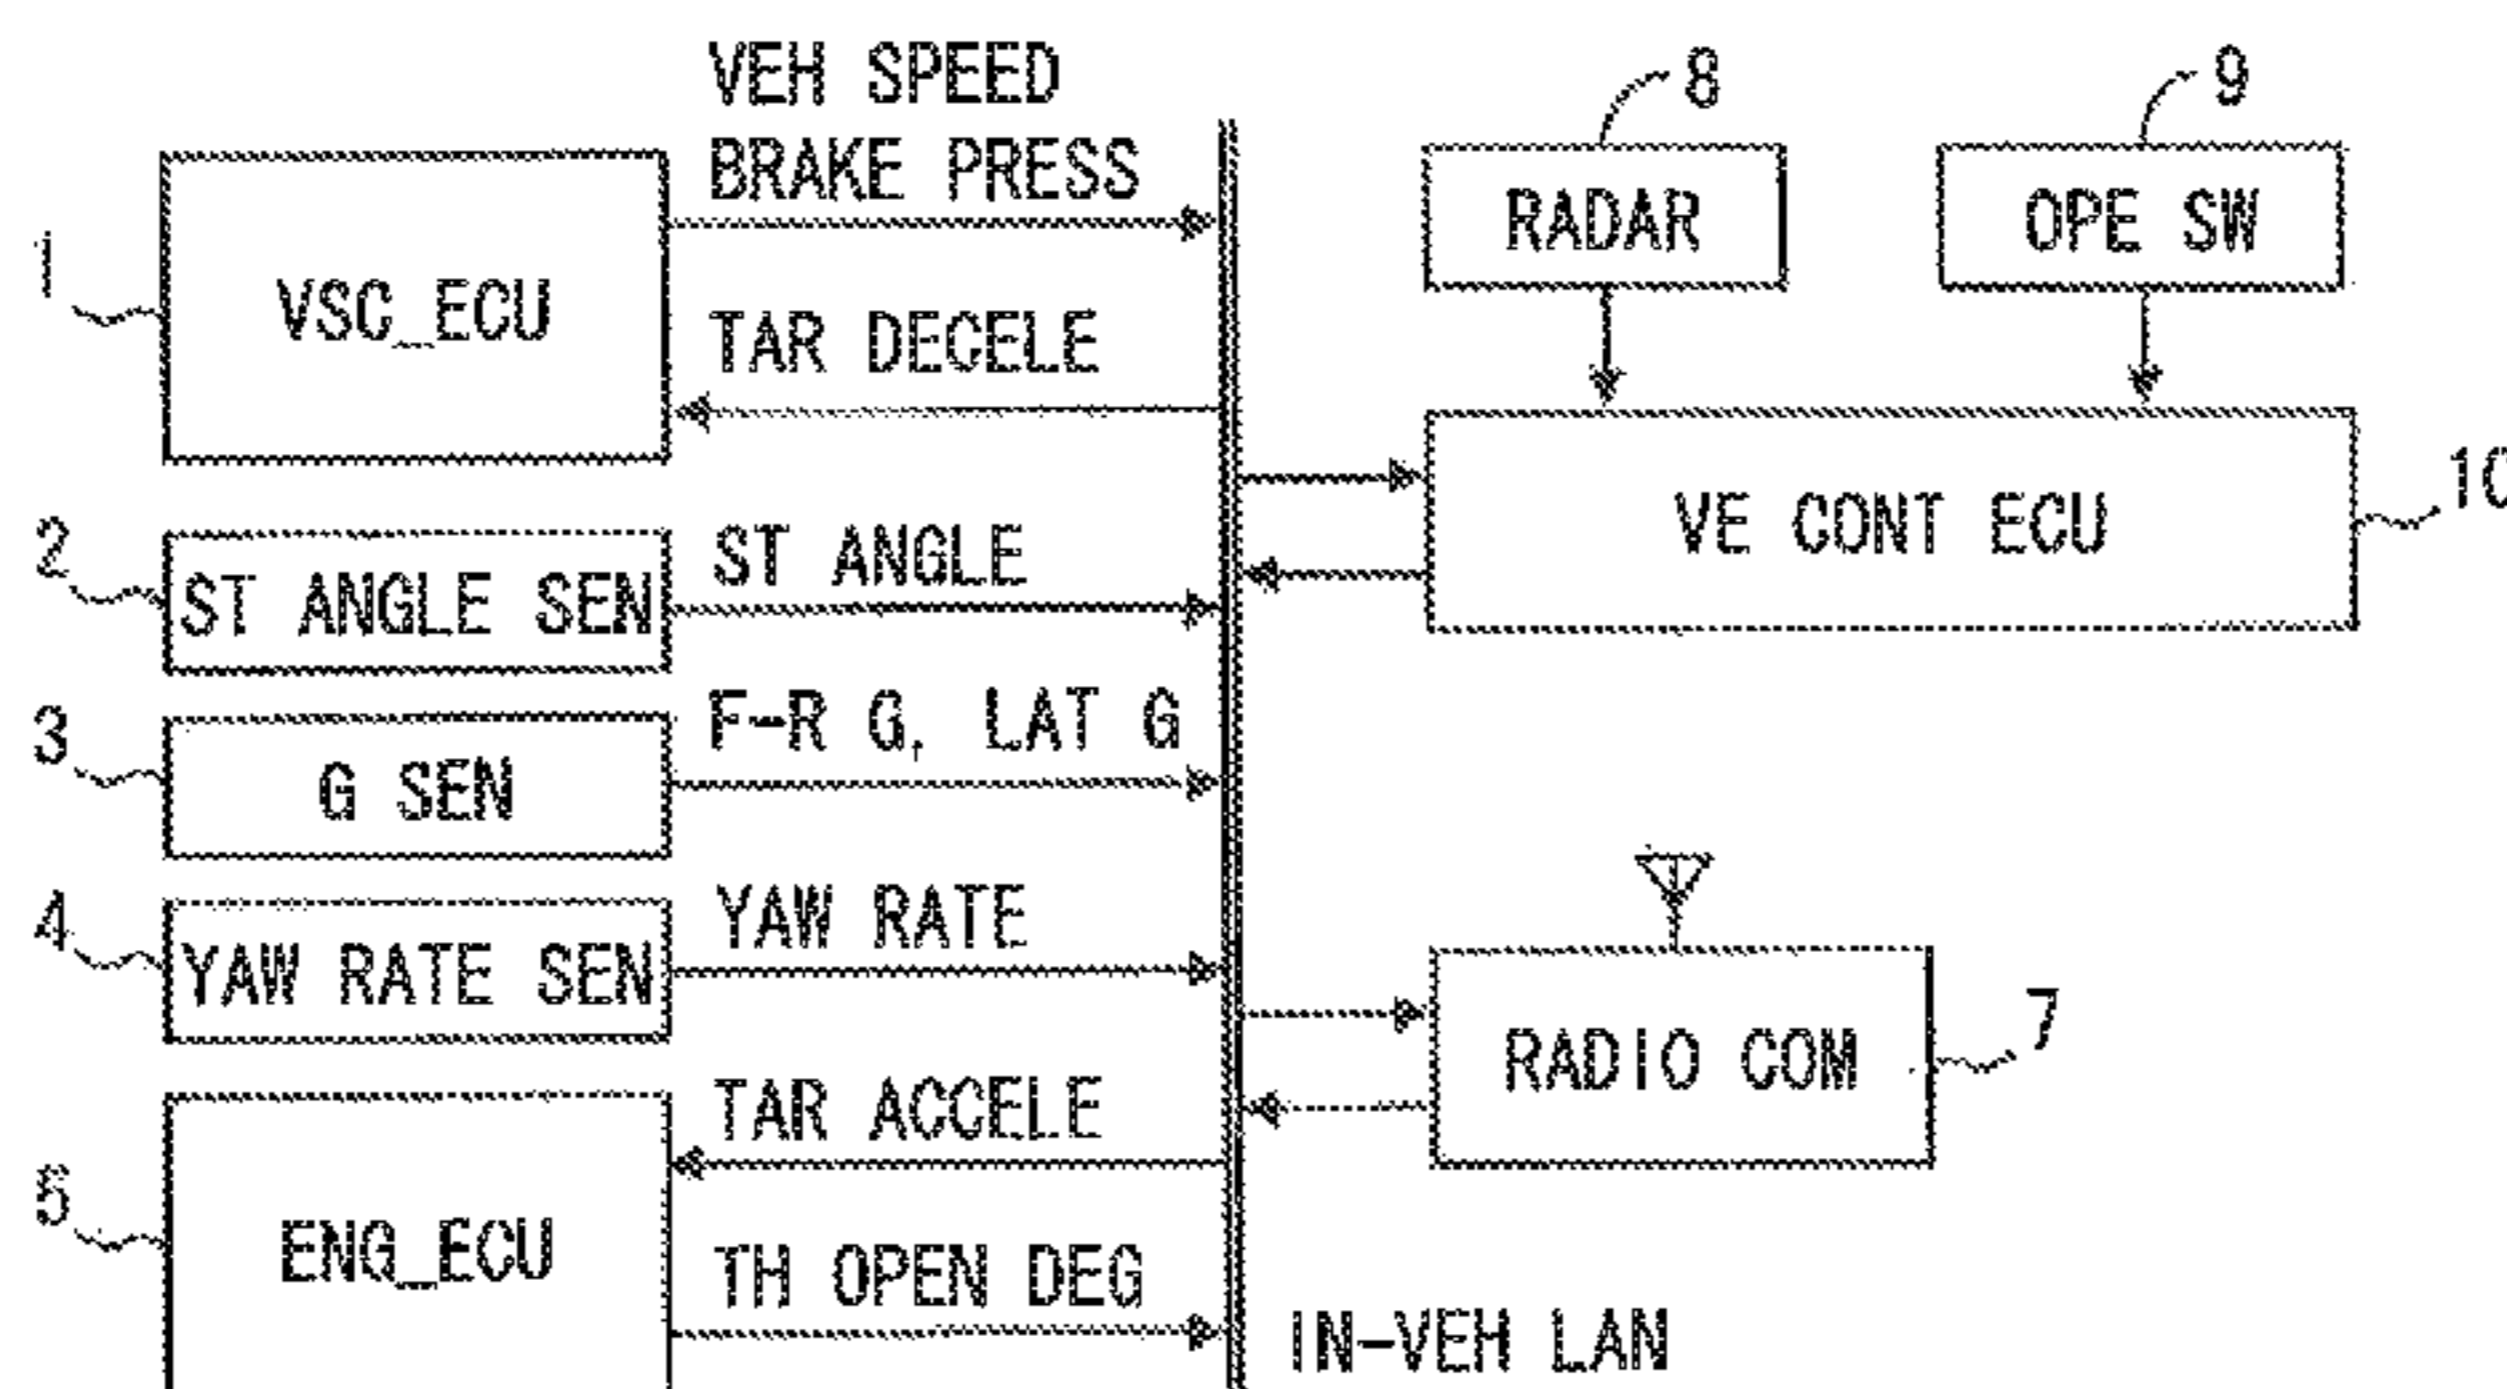 VEH SPEED
BRAKE PRESS
8
9
RADAR
OPE SW
1
VSC_ECU
TAR DECELE
10
VE CONT ECU
2
ST ANGLE SEN
ST ANGLE
3
G SEN
F-R G, LAT G
4
YAW RATE SEN
YAW RATE
7
RADIO COM
TAR ACCELE
5
ENG_ECU
TH OPEN DEG
IN-VEH LAN